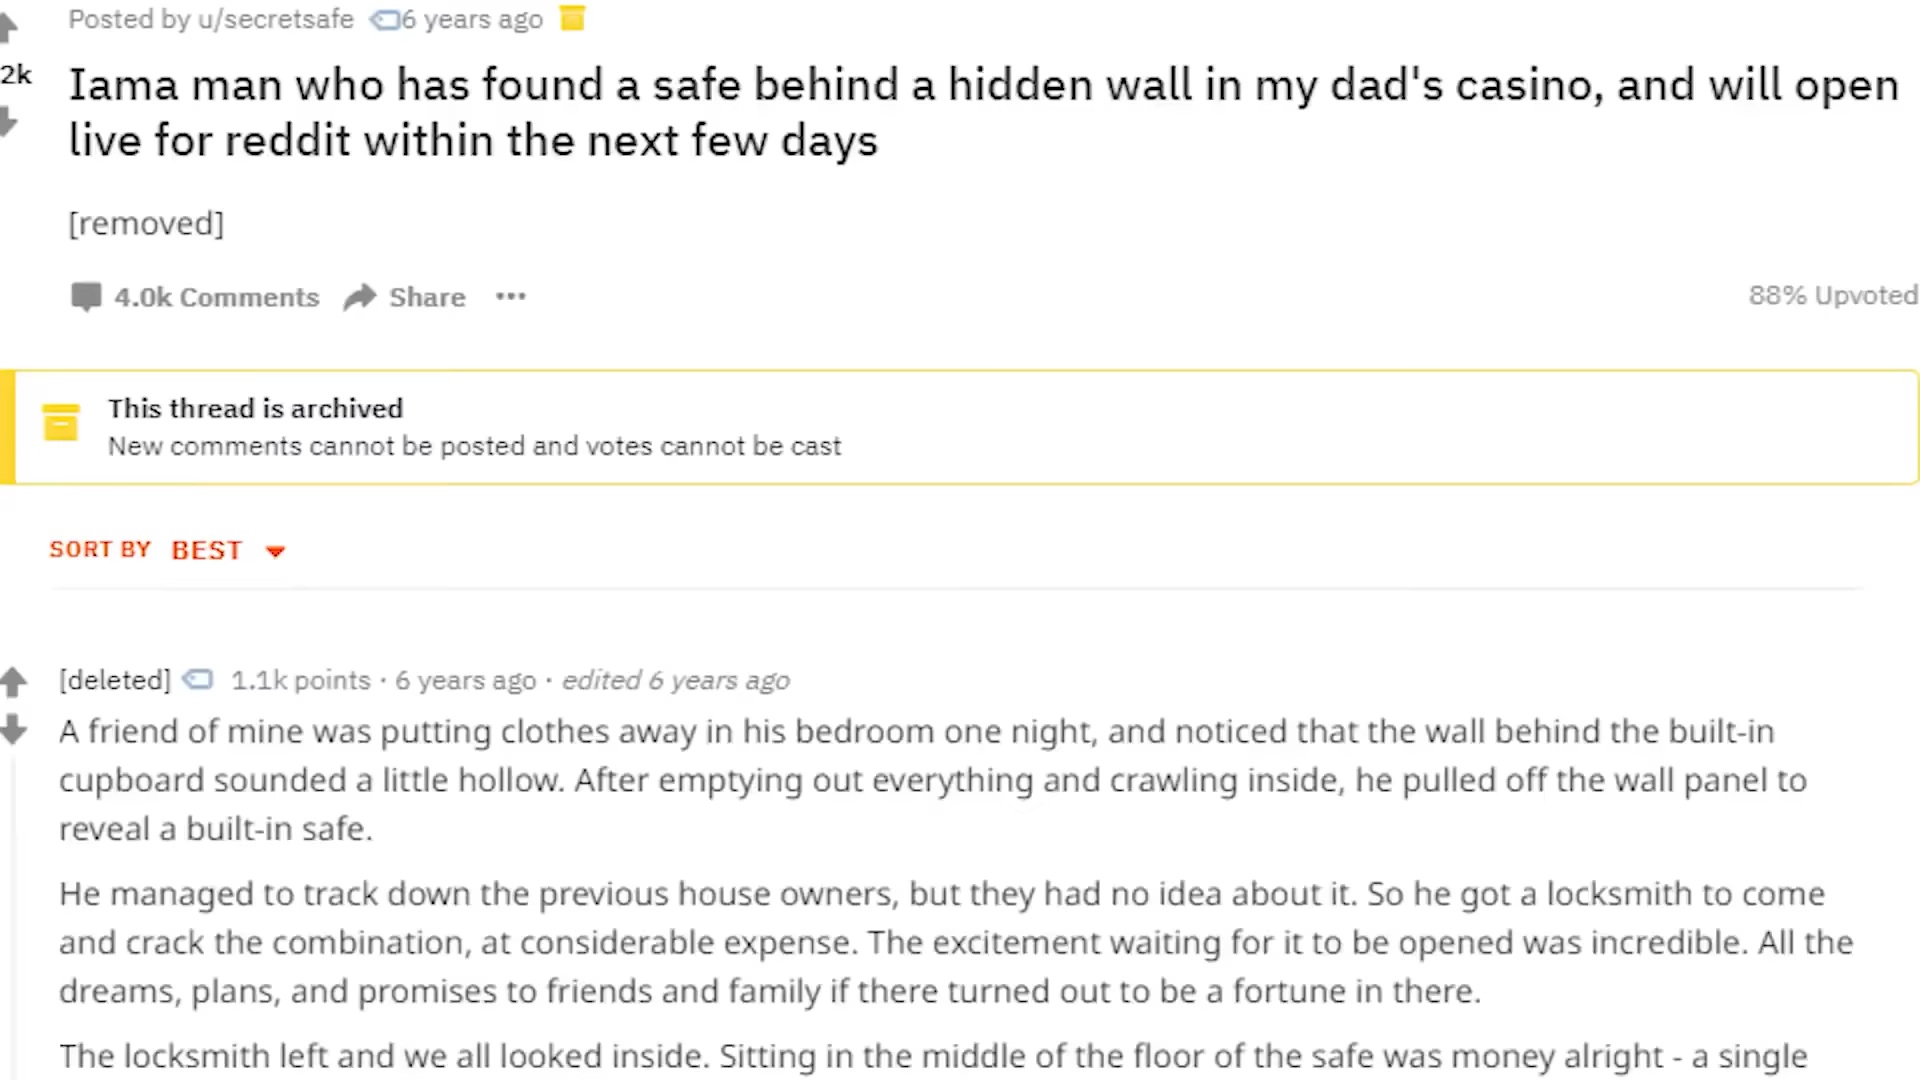 Posted by u/secretsafe 6 years ago
2k
Iama man who has found a safe behind a hidden wall in my dad's casino, and will open
live for reddit within the next few days
[removed]
4.0k Comments Share ···
88% Upvoted
This thread is archived
New comments cannot be posted and votes cannot be cast
SORT BY BEST
[deleted] 1.1k points · 6 years ago · edited 6 years ago
A friend of mine was putting clothes away in his bedroom one night, and noticed that the wall behind the built-in
cupboard sounded a little hollow. After emptying out everything and crawling inside, he pulled off the wall panel to
reveal a built-in safe.
He managed to track down the previous house owners, but they had no idea about it. So he got a locksmith to come
and crack the combination, at considerable expense. The excitement waiting for it to be opened was incredible. All the
dreams, plans, and promises to friends and family if there turned out to be a fortune in there.
The locksmith left and we all looked inside. Sitting in the middle of the floor of the safe was money alright - a single